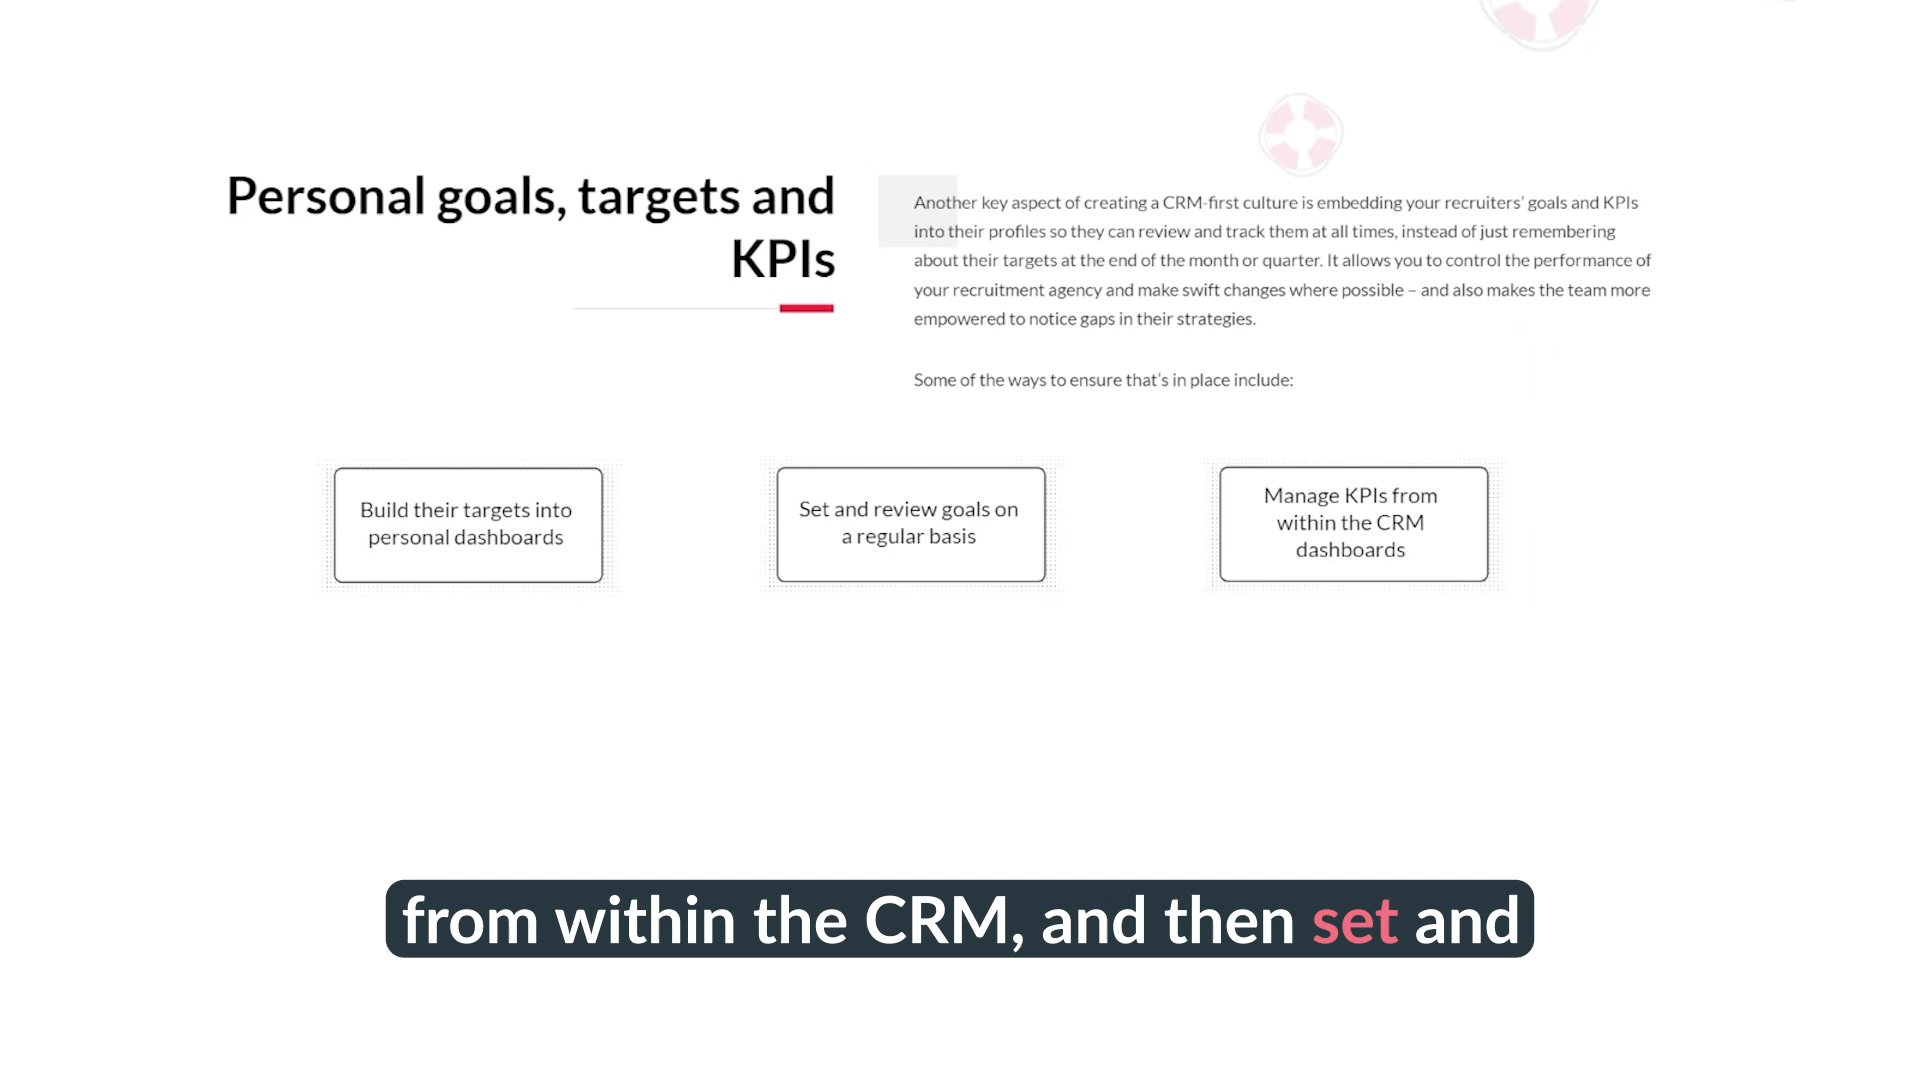 Personal goals, targets and
KPIs
Another key aspect of creating a CRM-first culture is embedding your recruiters’ goals and KPIs
into their profiles so they can review and track them at all times, instead of just remembering
about their targets at the end of the month or quarter. It allows you to control the performance of
your recruitment agency and make swift changes where possible – and also makes the team more
empowered to notice gaps in their strategies.
Some of the ways to ensure that’s in place include:
Build their targets into
personal dashboards
Set and review goals on
a regular basis
Manage KPIs from
within the CRM
dashboards
from within the CRM, and then set and